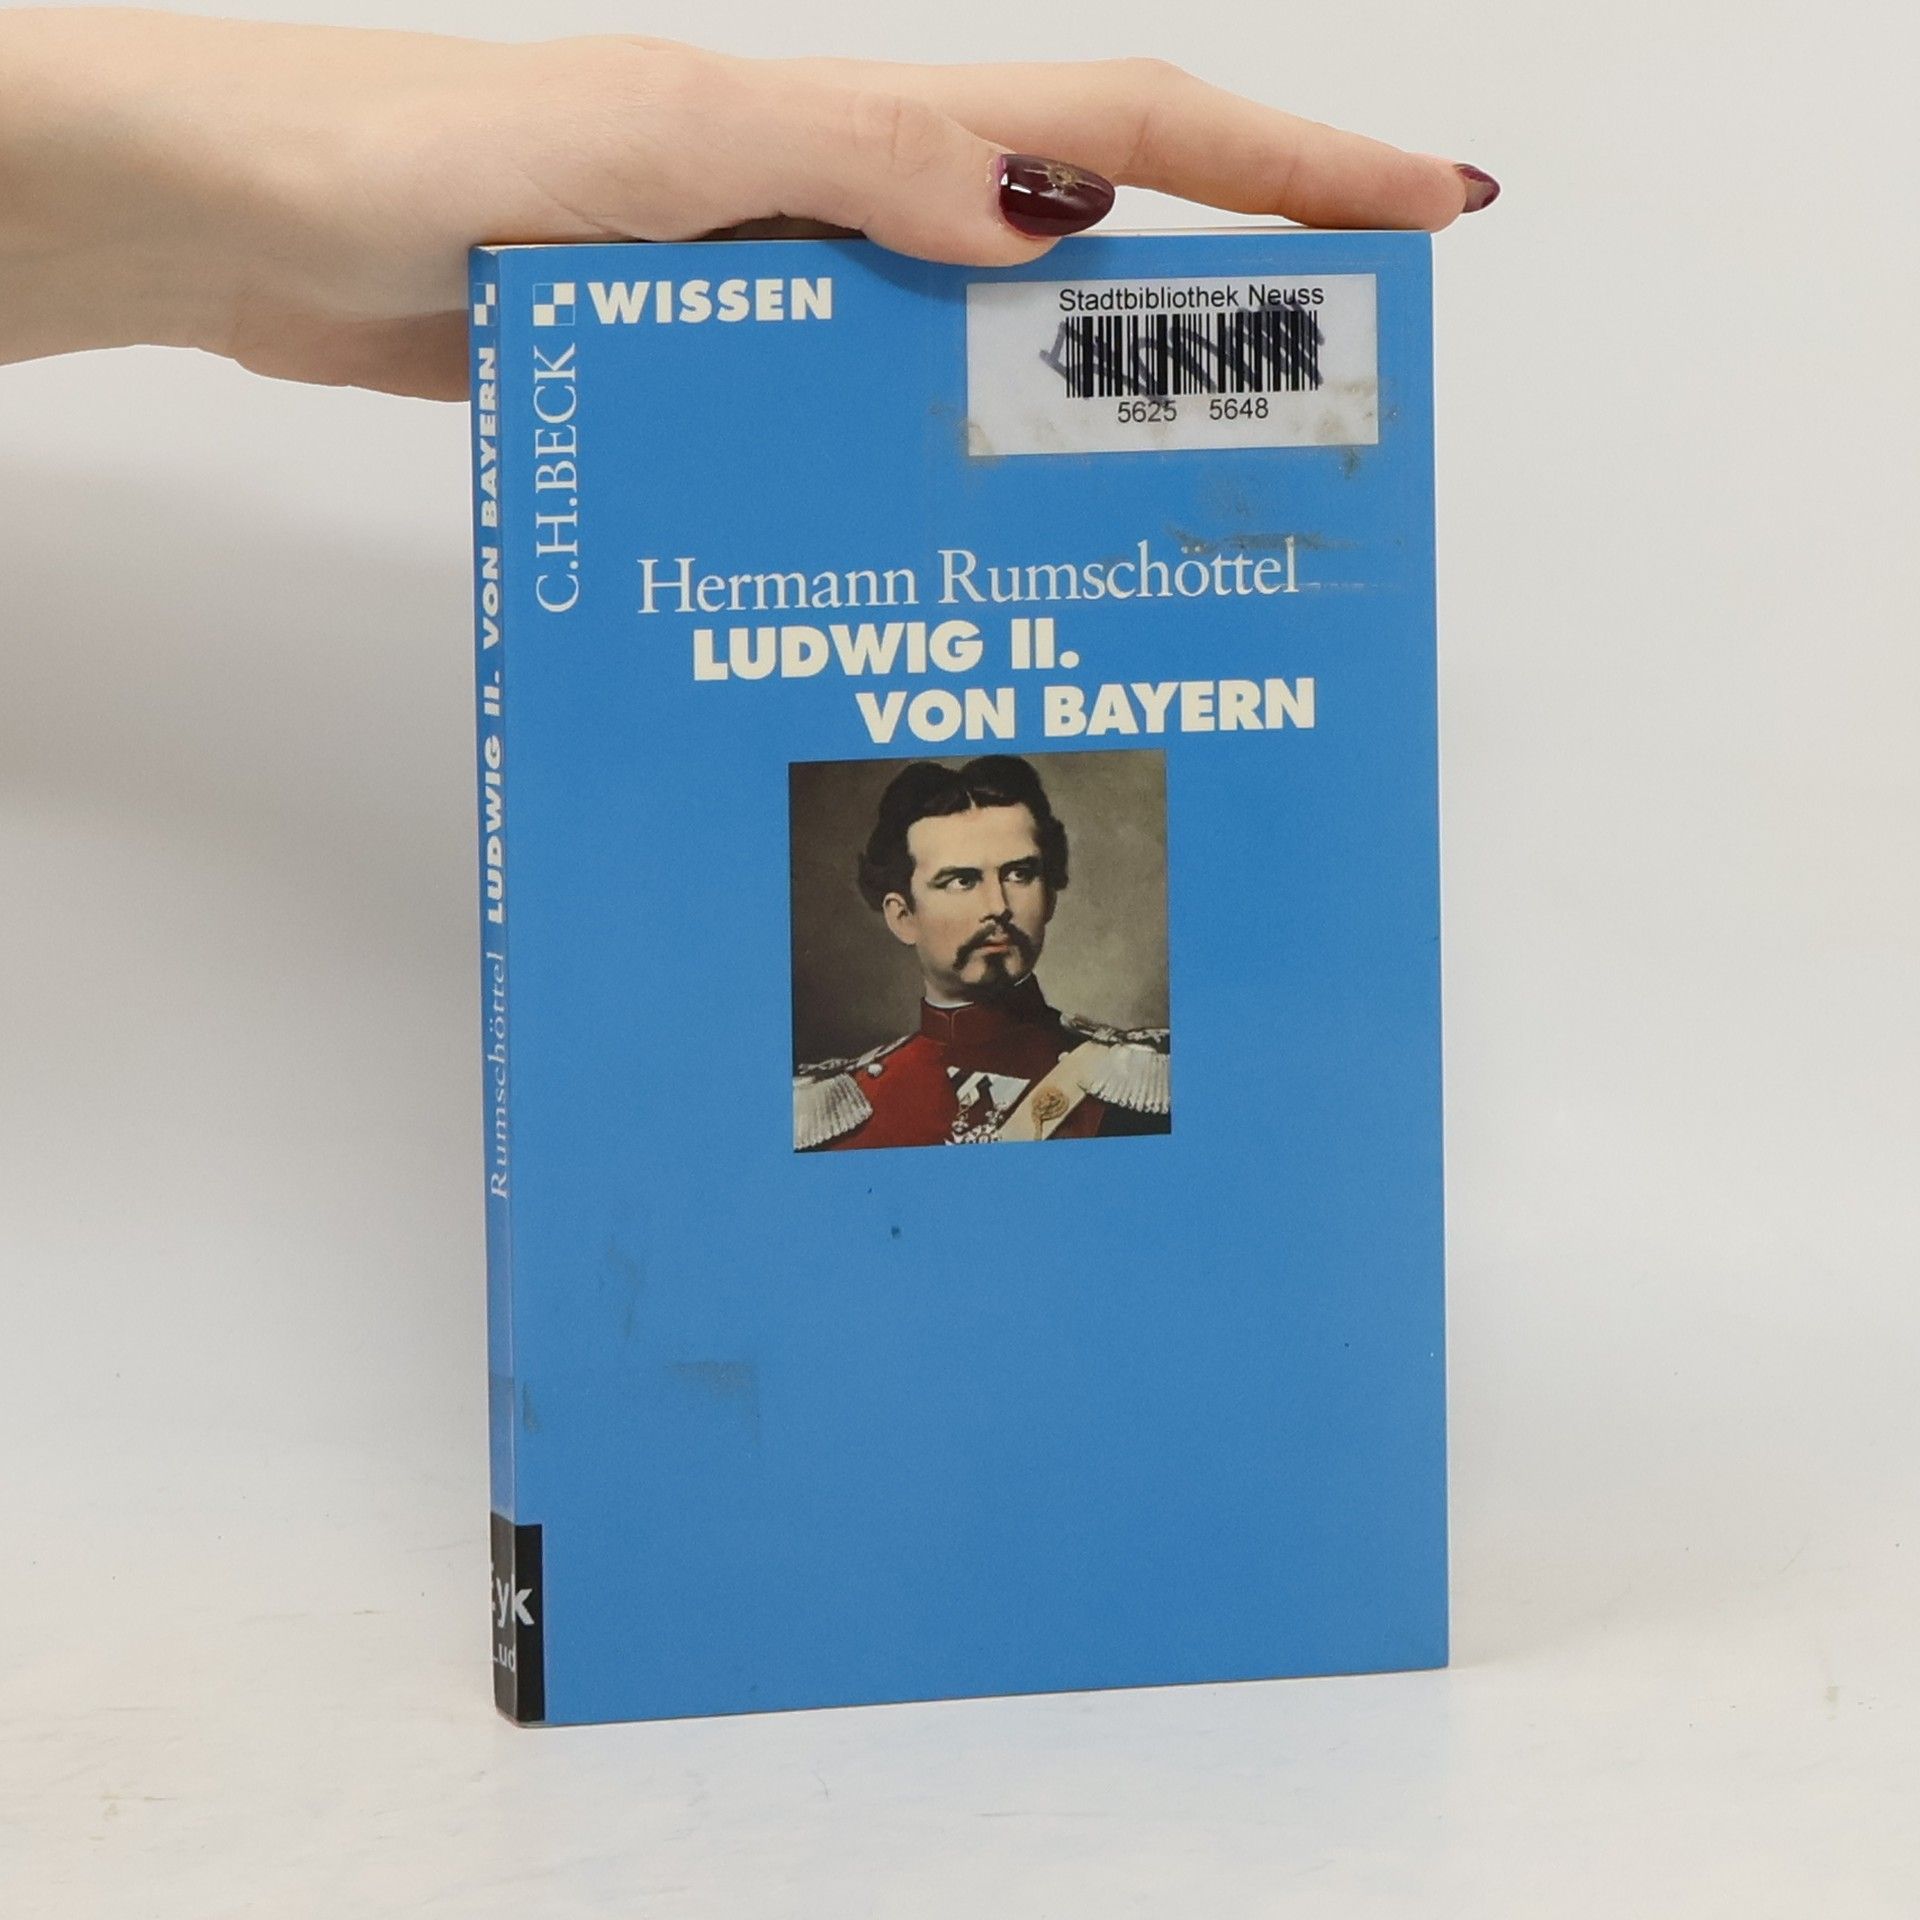 WISSEN
C.H.BECK
Stadtbibliothek Neuss
5625 5648
Hermann Rumschöttel
LUDWIG II.
VON BAYERN
Rumschöttel LUDWIG II. VON BAYERN